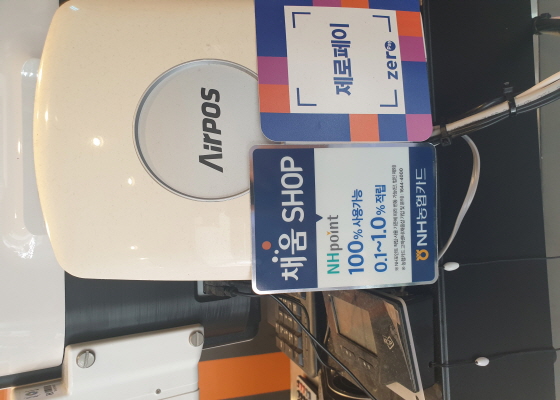 AirPOS
제로페이
zero
Pay
채움 SHOP
NHpoint
100% 사용가능
0.1~1.0% 적립
NH농협카드